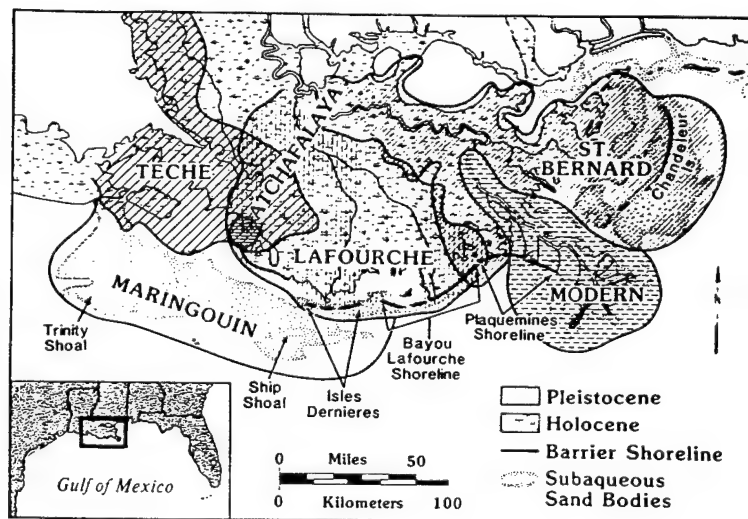 ATCHAFALAYA
TECHE
ST.
BERNARD
Chandeleur
Isls
LAFOURCHE
MARINGOUIN
MODERN
Trinity
Shoal
Plaquemines
Shoreline
Bayou
Lafourche
Shoreline
Ship
Shoal
Isles
Dernieres
N
Gulf of Mexico
0 Miles 50
0 Kilometers 100
Pleistocene
Holocene
Barrier Shoreline
Subaqueous
Sand Bodies